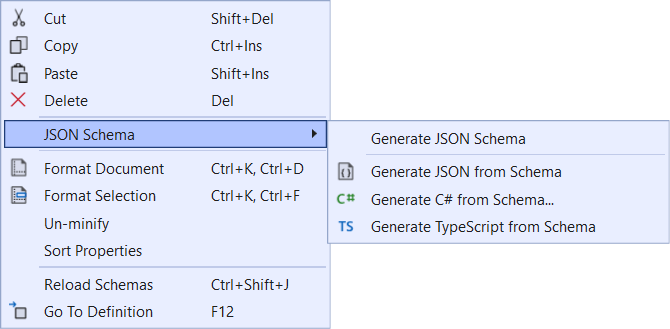 Cut Shift+Del
Copy Ctrl+Ins
Paste Shift+Ins
Delete Del
JSON Schema
Generate JSON Schema
Generate JSON from Schema
C# Generate C# from Schema...
TS Generate TypeScript from Schema
Format Document Ctrl+K, Ctrl+D
Format Selection Ctrl+K, Ctrl+F
Un-minify
Sort Properties
Reload Schemas Ctrl+Shift+J
Go To Definition F12